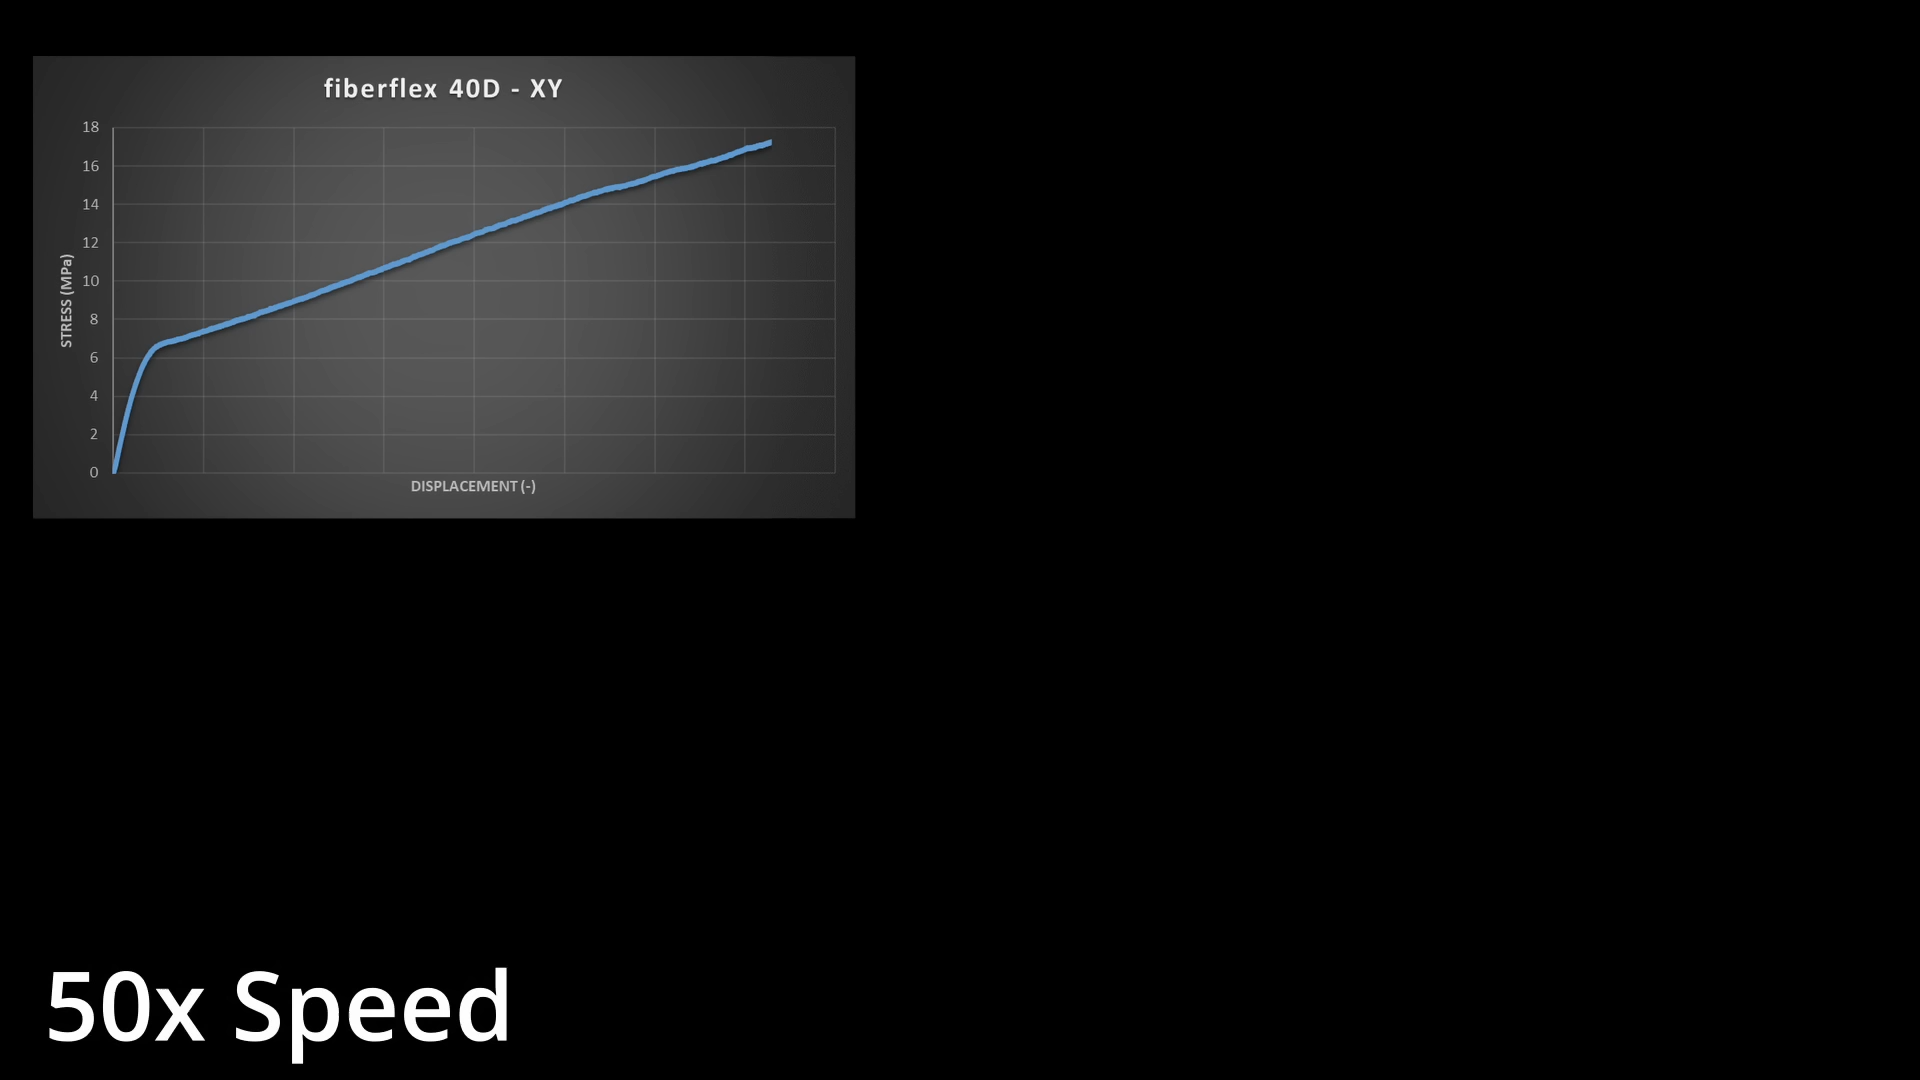 fiberflex 40D - XY
18
16
14
12
10
8
6
4
2
0
STRESS (MPa)
DISPLACEMENT (-)
50x Speed